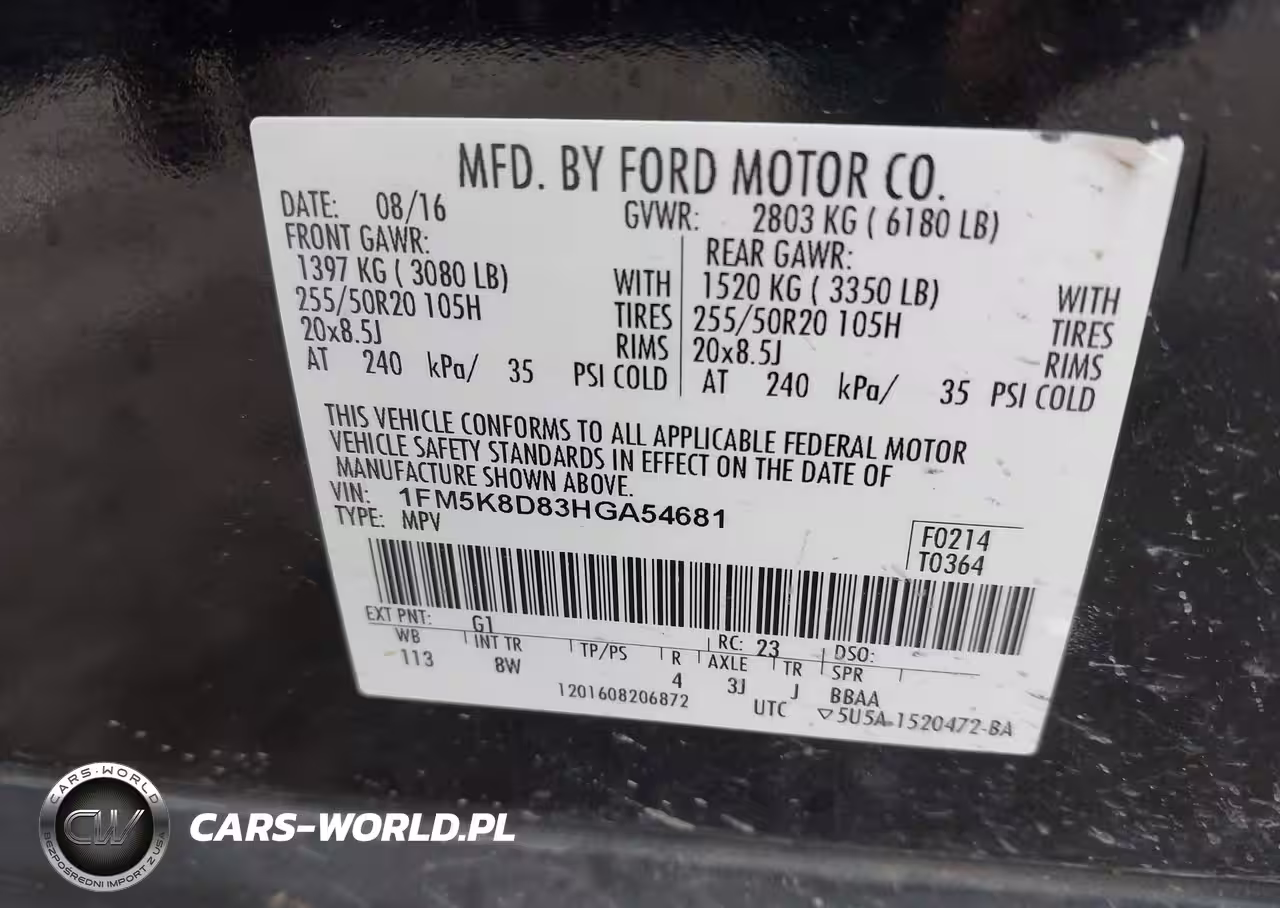 MFD. BY FORD MOTOR CO.
DATE: 08/16 GVWR: 2803 KG ( 6180 LB)
FRONT GAWR: REAR GAWR:
1397 KG ( 3080 LB) WITH 1520 KG ( 3350 LB) WITH
255/50R20 105H TIRES 255/50R20 105H TIRES
20x8.5J RIMS 20x8.5J RIMS
AT 240 kPa/ 35 PSI COLD AT 240 kPa/ 35 PSI COLD
THIS VEHICLE CONFORMS TO ALL APPLICABLE FEDERAL MOTOR
VEHICLE SAFETY STANDARDS IN EFFECT ON THE DATE OF
MANUFACTURE SHOWN ABOVE.
VIN: 1FM5K8D83HGA54681
TYPE: MPV
F0214
T0364
EXT PNT: G1 RC: 23 DSO:
WB INT TR TP/PS R AXLE TR SPR
113 8W 4 3J J BBAA
1201608206872 UTC ▽5U5A-1520472-BA
CARS-WORLD
CW
BEZPOŚREDNI IMPORT Z USA
CARS-WORLD.PL